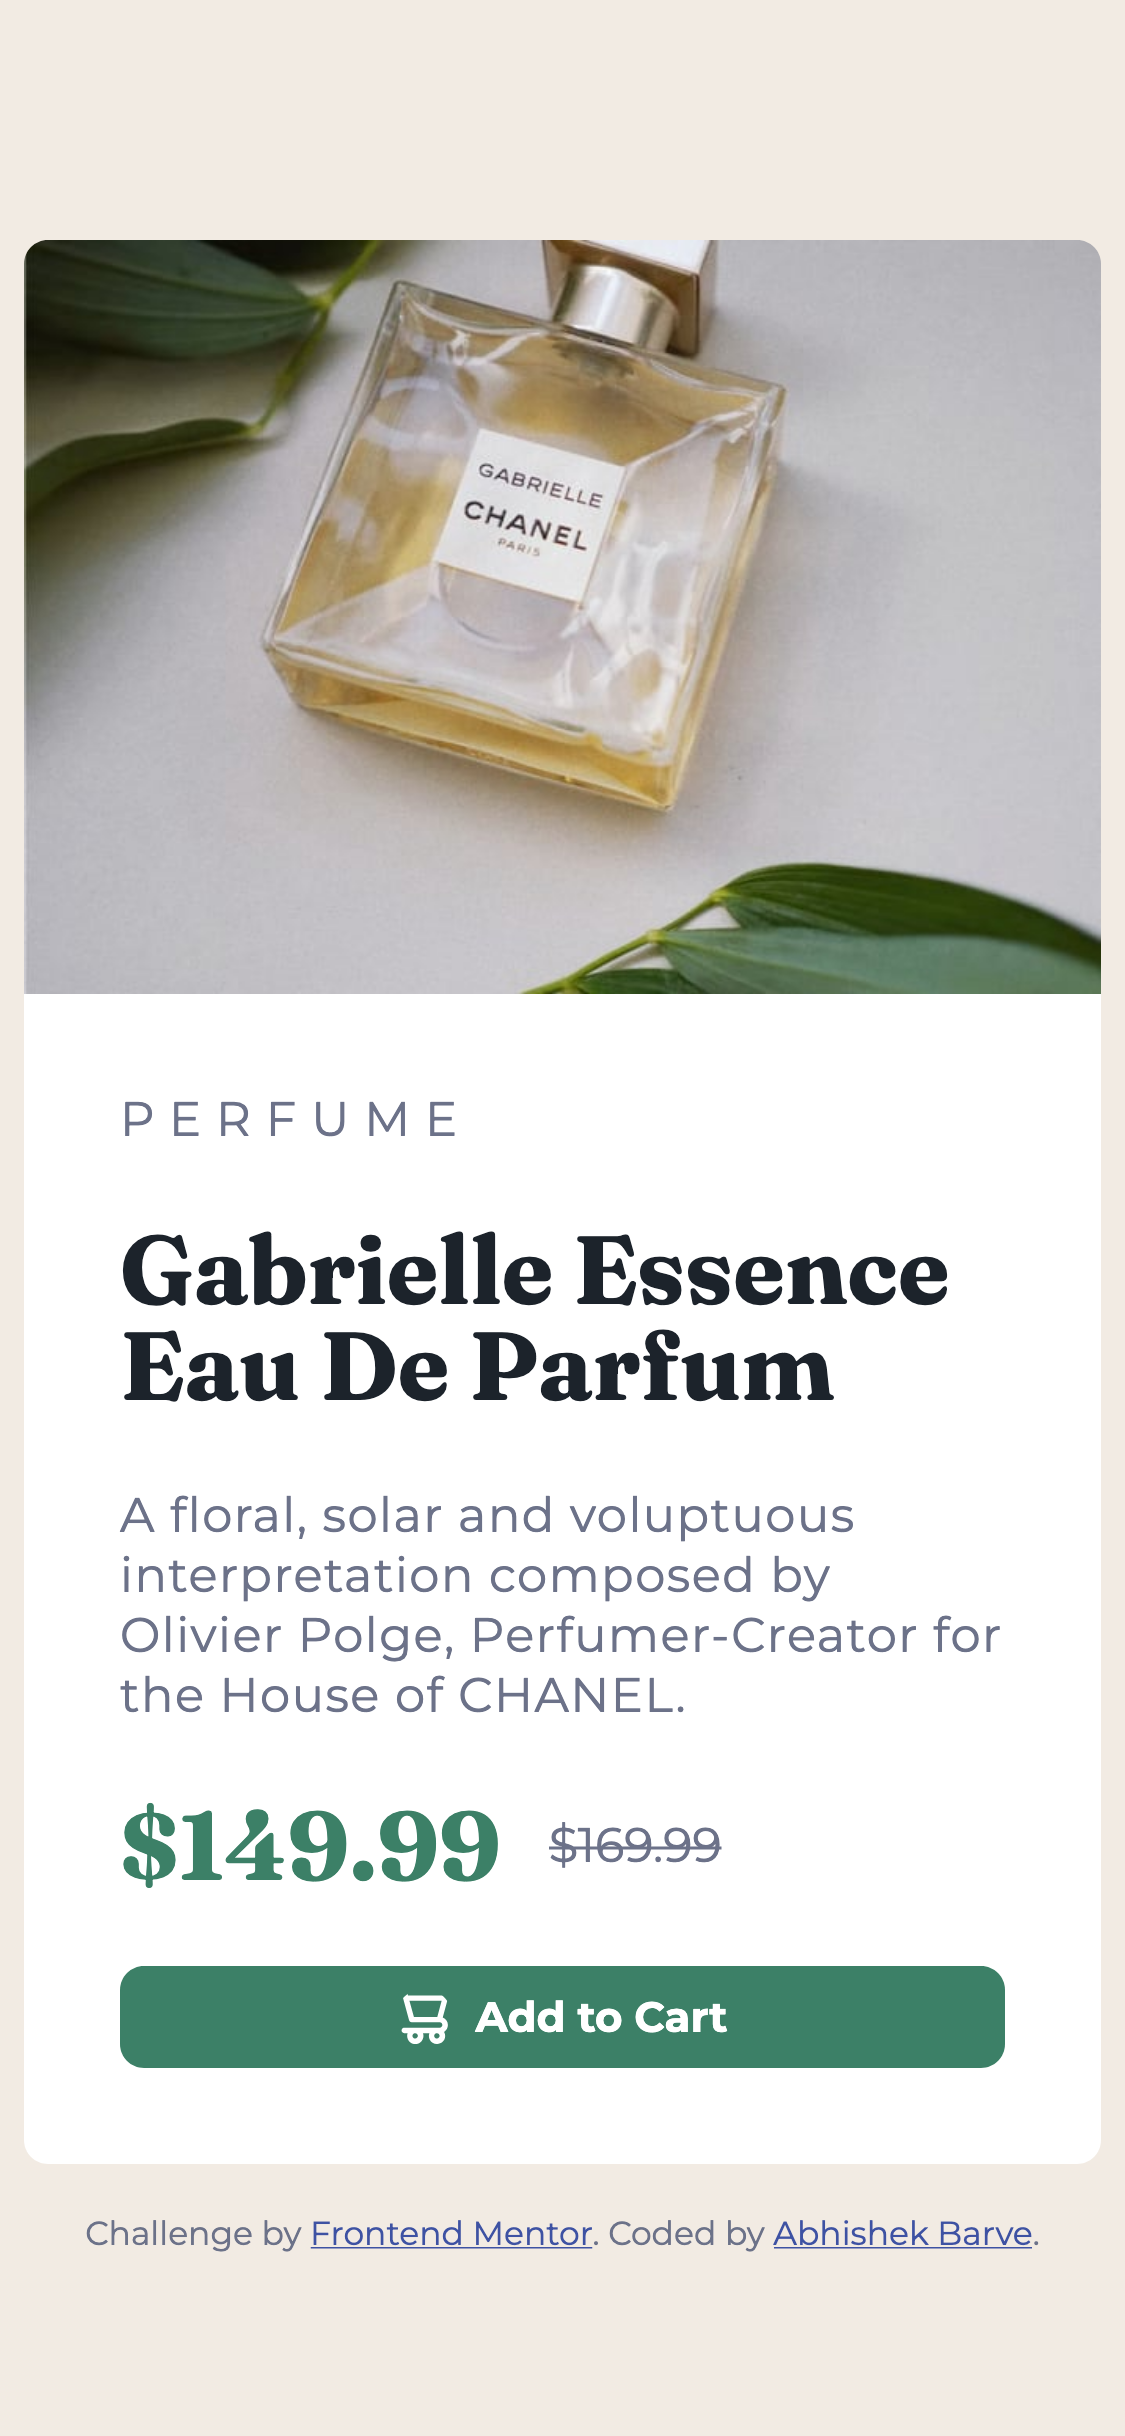 GABRIELLE
CHANEL
PARIS
PERFUME
Gabrielle Essence
Eau De Parfum
A floral, solar and voluptuous
interpretation composed by
Olivier Polge, Perfumer-Creator for
the House of CHANEL.
$149.99 $169.99
Add to Cart
Challenge by Frontend Mentor. Coded by Abhishek Barve.